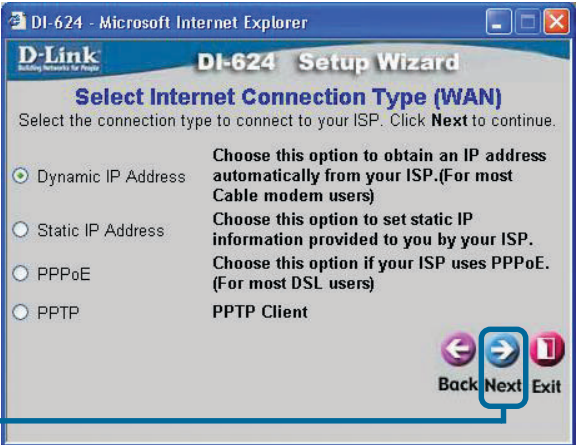 DI-624 - Microsoft Internet Explorer
D-Link
Building Networks for People
DI-624 Setup Wizard
Select Internet Connection Type (WAN)
Select the connection type to connect to your ISP. Click Next to continue.
Dynamic IP Address
Choose this option to obtain an IP address
automatically from your ISP.(For most
Cable modem users)
Static IP Address
Choose this option to set static IP
information provided to you by your ISP.
PPPoE
Choose this option if your ISP uses PPPoE.
(For most DSL users)
PPTP
PPTP Client
Back Next Exit